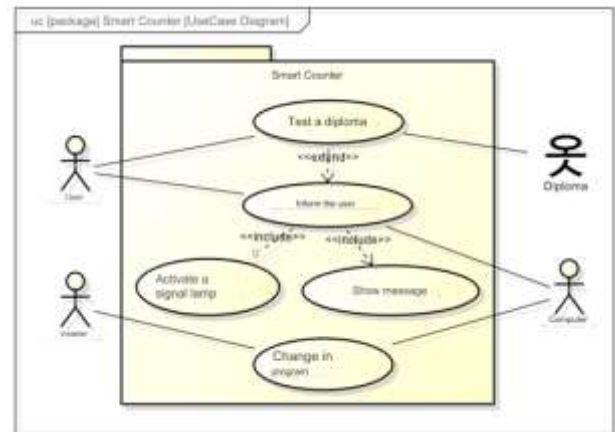 uc [package] Smart Counter [UseCase Diagram]
Smart Counter
Test a diploma
<<extend>>
User
Diploma
Inform the user
<<include>>
<<include>>
Activate a
signal lamp
Show message
Computer
Change in
program